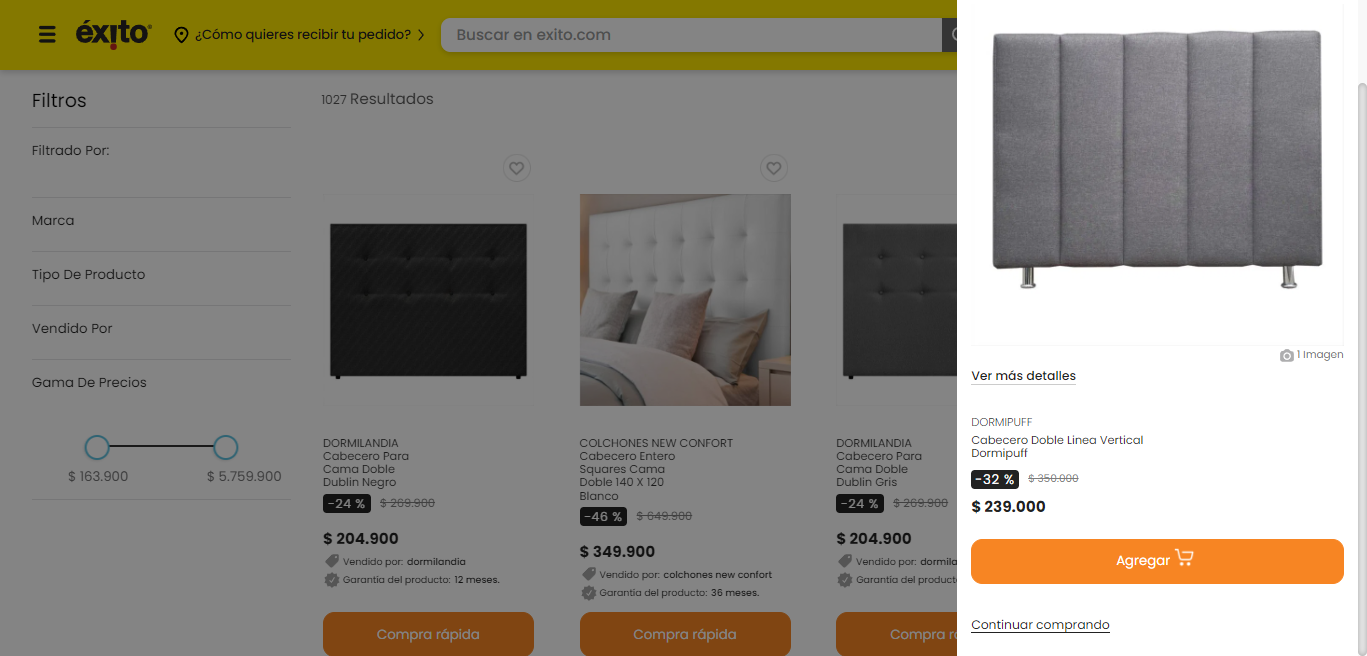 éxito
¿Cómo quieres recibir tu pedido?
Buscar en exito.com
Filtros
Filtrado Por:
Marca
Tipo De Producto
Vendido Por
Gama De Precios
$ 163.900
$ 5.759.900
1027 Resultados
DORMILANDIA
Cabecero Para
Cama Doble
Dublin Negro
-24 % $ 269.900
$ 204.900
Vendido por: dormilandia
Garantía del producto: 12 meses.
Compra rápida
COLCHONES NEW CONFORT
Cabecero Entero
Squares Cama
Doble 140 X 120
Blanco
-46 % $ 649.900
$ 349.900
Vendido por: colchones new confort
Garantía del producto: 36 meses.
Compra rápida
DORMILANDIA
Cabecero Para
Cama Doble
Dublin Gris
-24 % $ 269.900
$ 204.900
Vendido por: dormila
Garantía del product
Compra r
1 Imagen
Ver más detalles
DORMIPUFF
Cabecero Doble Linea Vertical
Dormipuff
-32 % $ 350.000
$ 239.000
Agregar
Continuar comprando